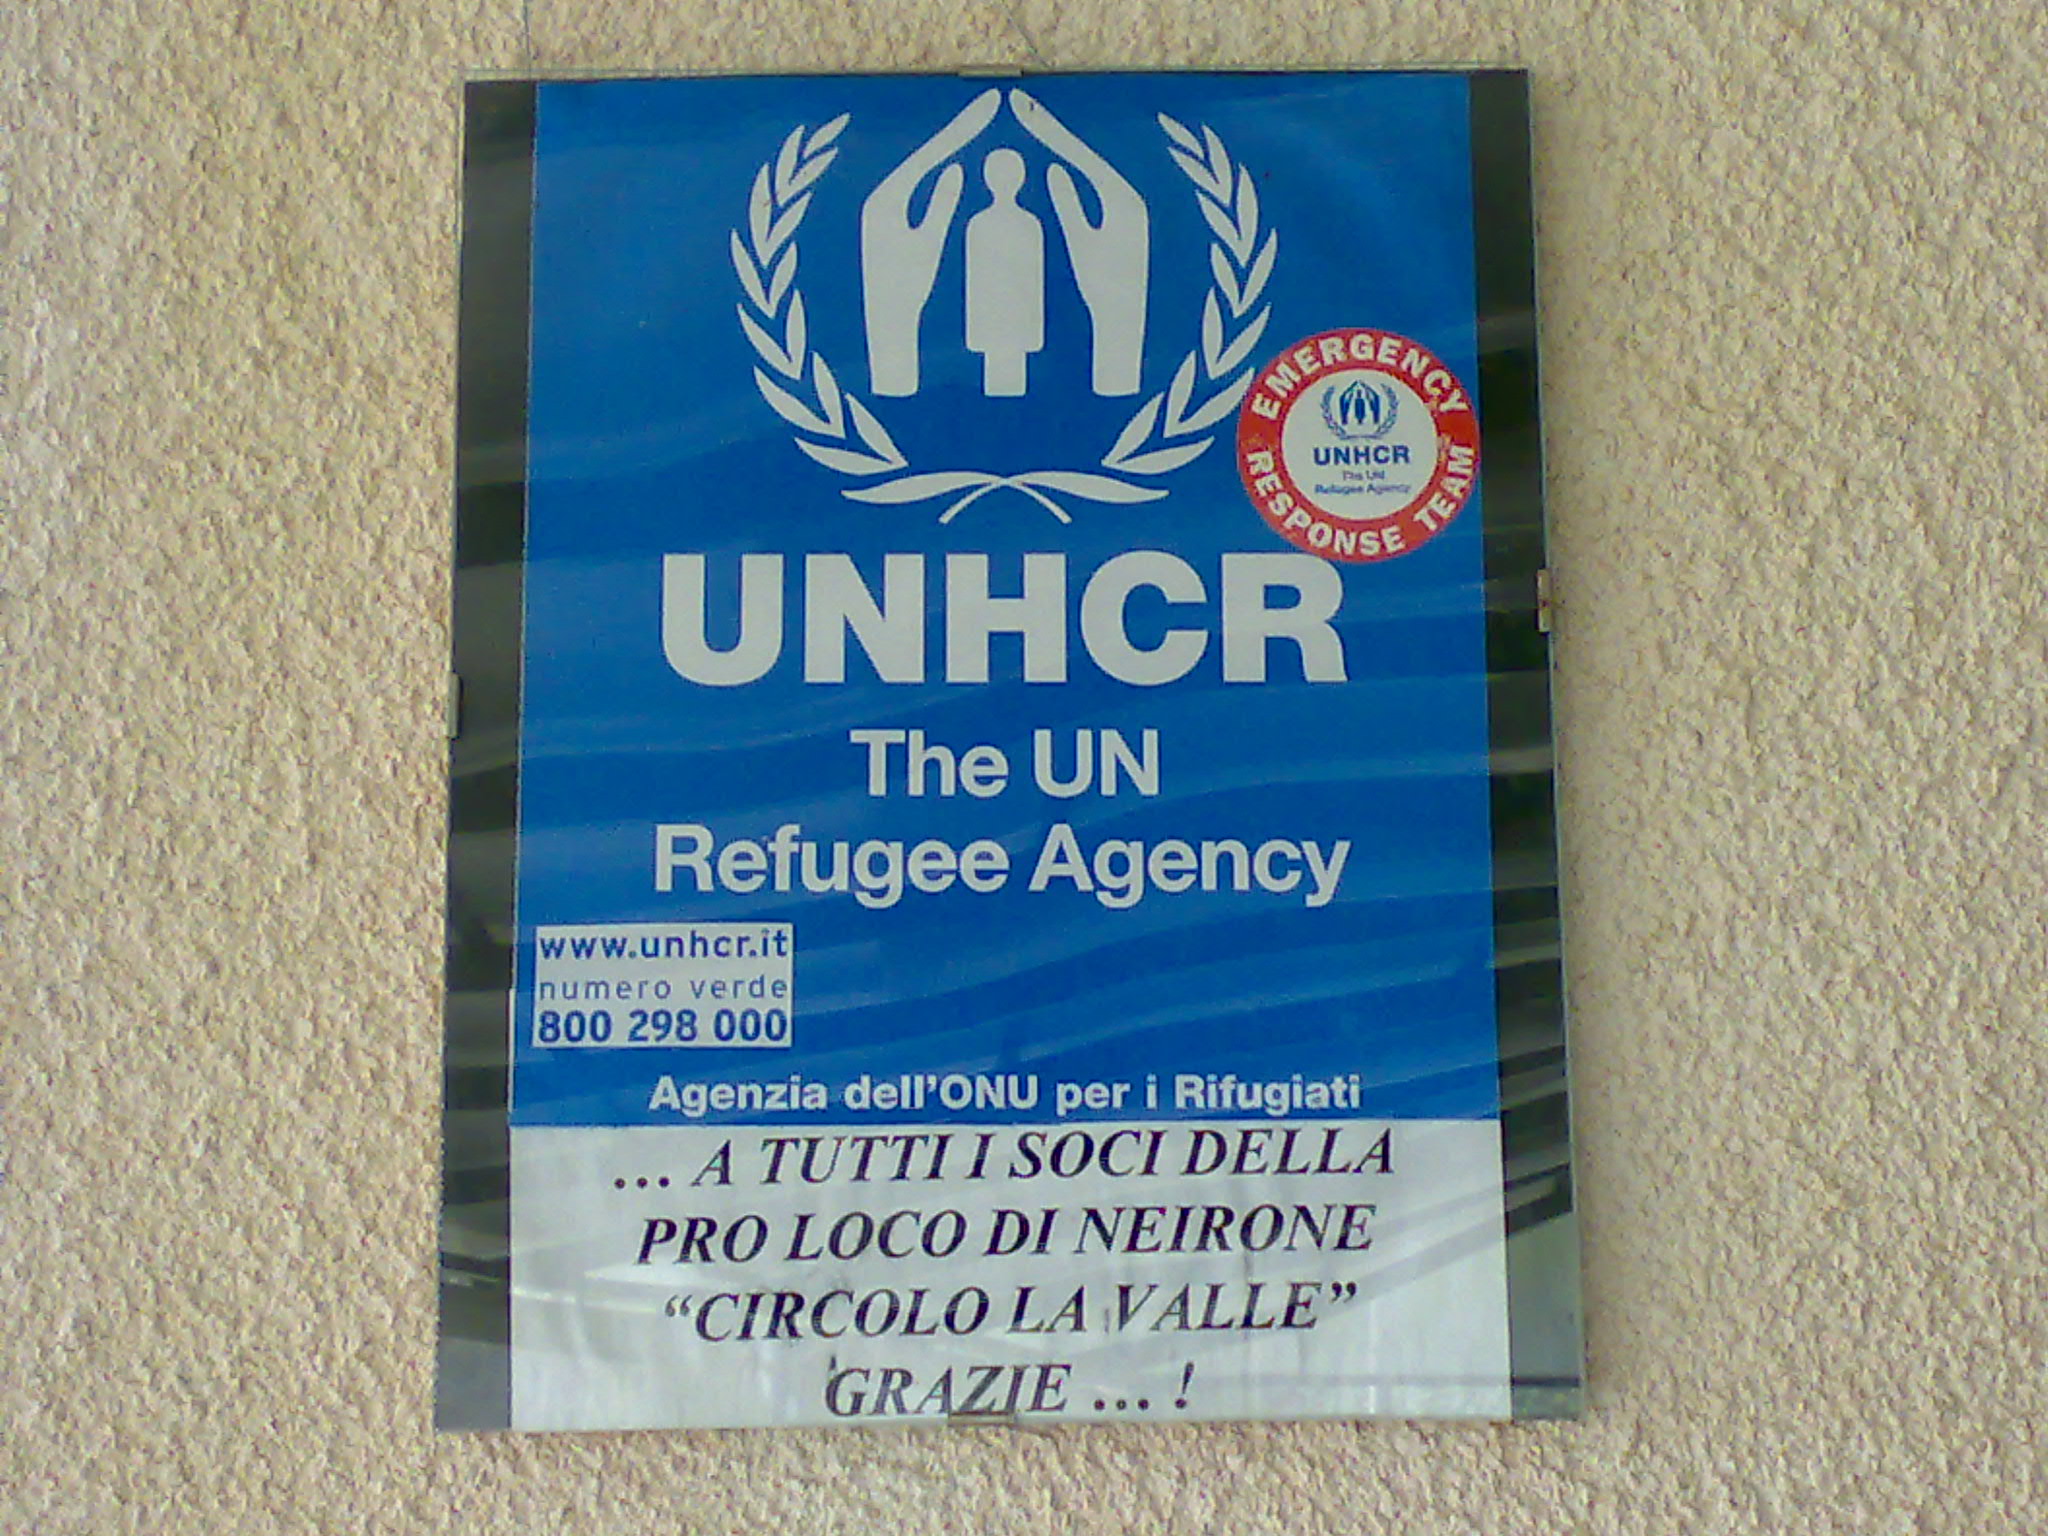 EMERGENCY
RESPONSE TEAM
UNHCR
The UN
Refugee Agency
UNHCR
The UN
Refugee Agency
www.unhcr.it
numero verde
800 298 000
Agenzia dell'ONU per i Rifugiati
... A TUTTI I SOCI DELLA
PRO LOCO DI NEIRONE
“CIRCOLO LA VALLE”
GRAZIE ... !